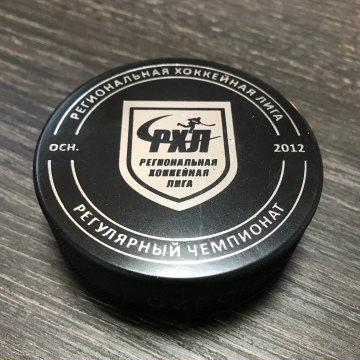 РЕГИОНАЛЬНАЯ ХОККЕЙНАЯ ЛИГА
ОСН. 2012
РХЛ
РЕГИОНАЛЬНАЯ
ХОККЕЙНАЯ
ЛИГА
РЕГУЛЯРНЫЙ ЧЕМПИОНАТ